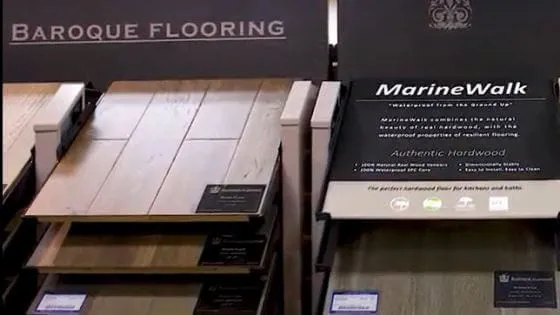 BAROQUE FLOORING
MarineWalk
"Waterproof from the Ground Up"
MarineWalk combines the natural
beauty of real hardwood, with the
waterproof properties of resilient flooring.
Authentic Hardwood
• 100% Natural Real Wood Veneers
• Dimensionally Stable
• 100% Waterproof SPC Core
• Easy to Install, Easy to Clean
The perfect hardwood floor for kitchens and baths